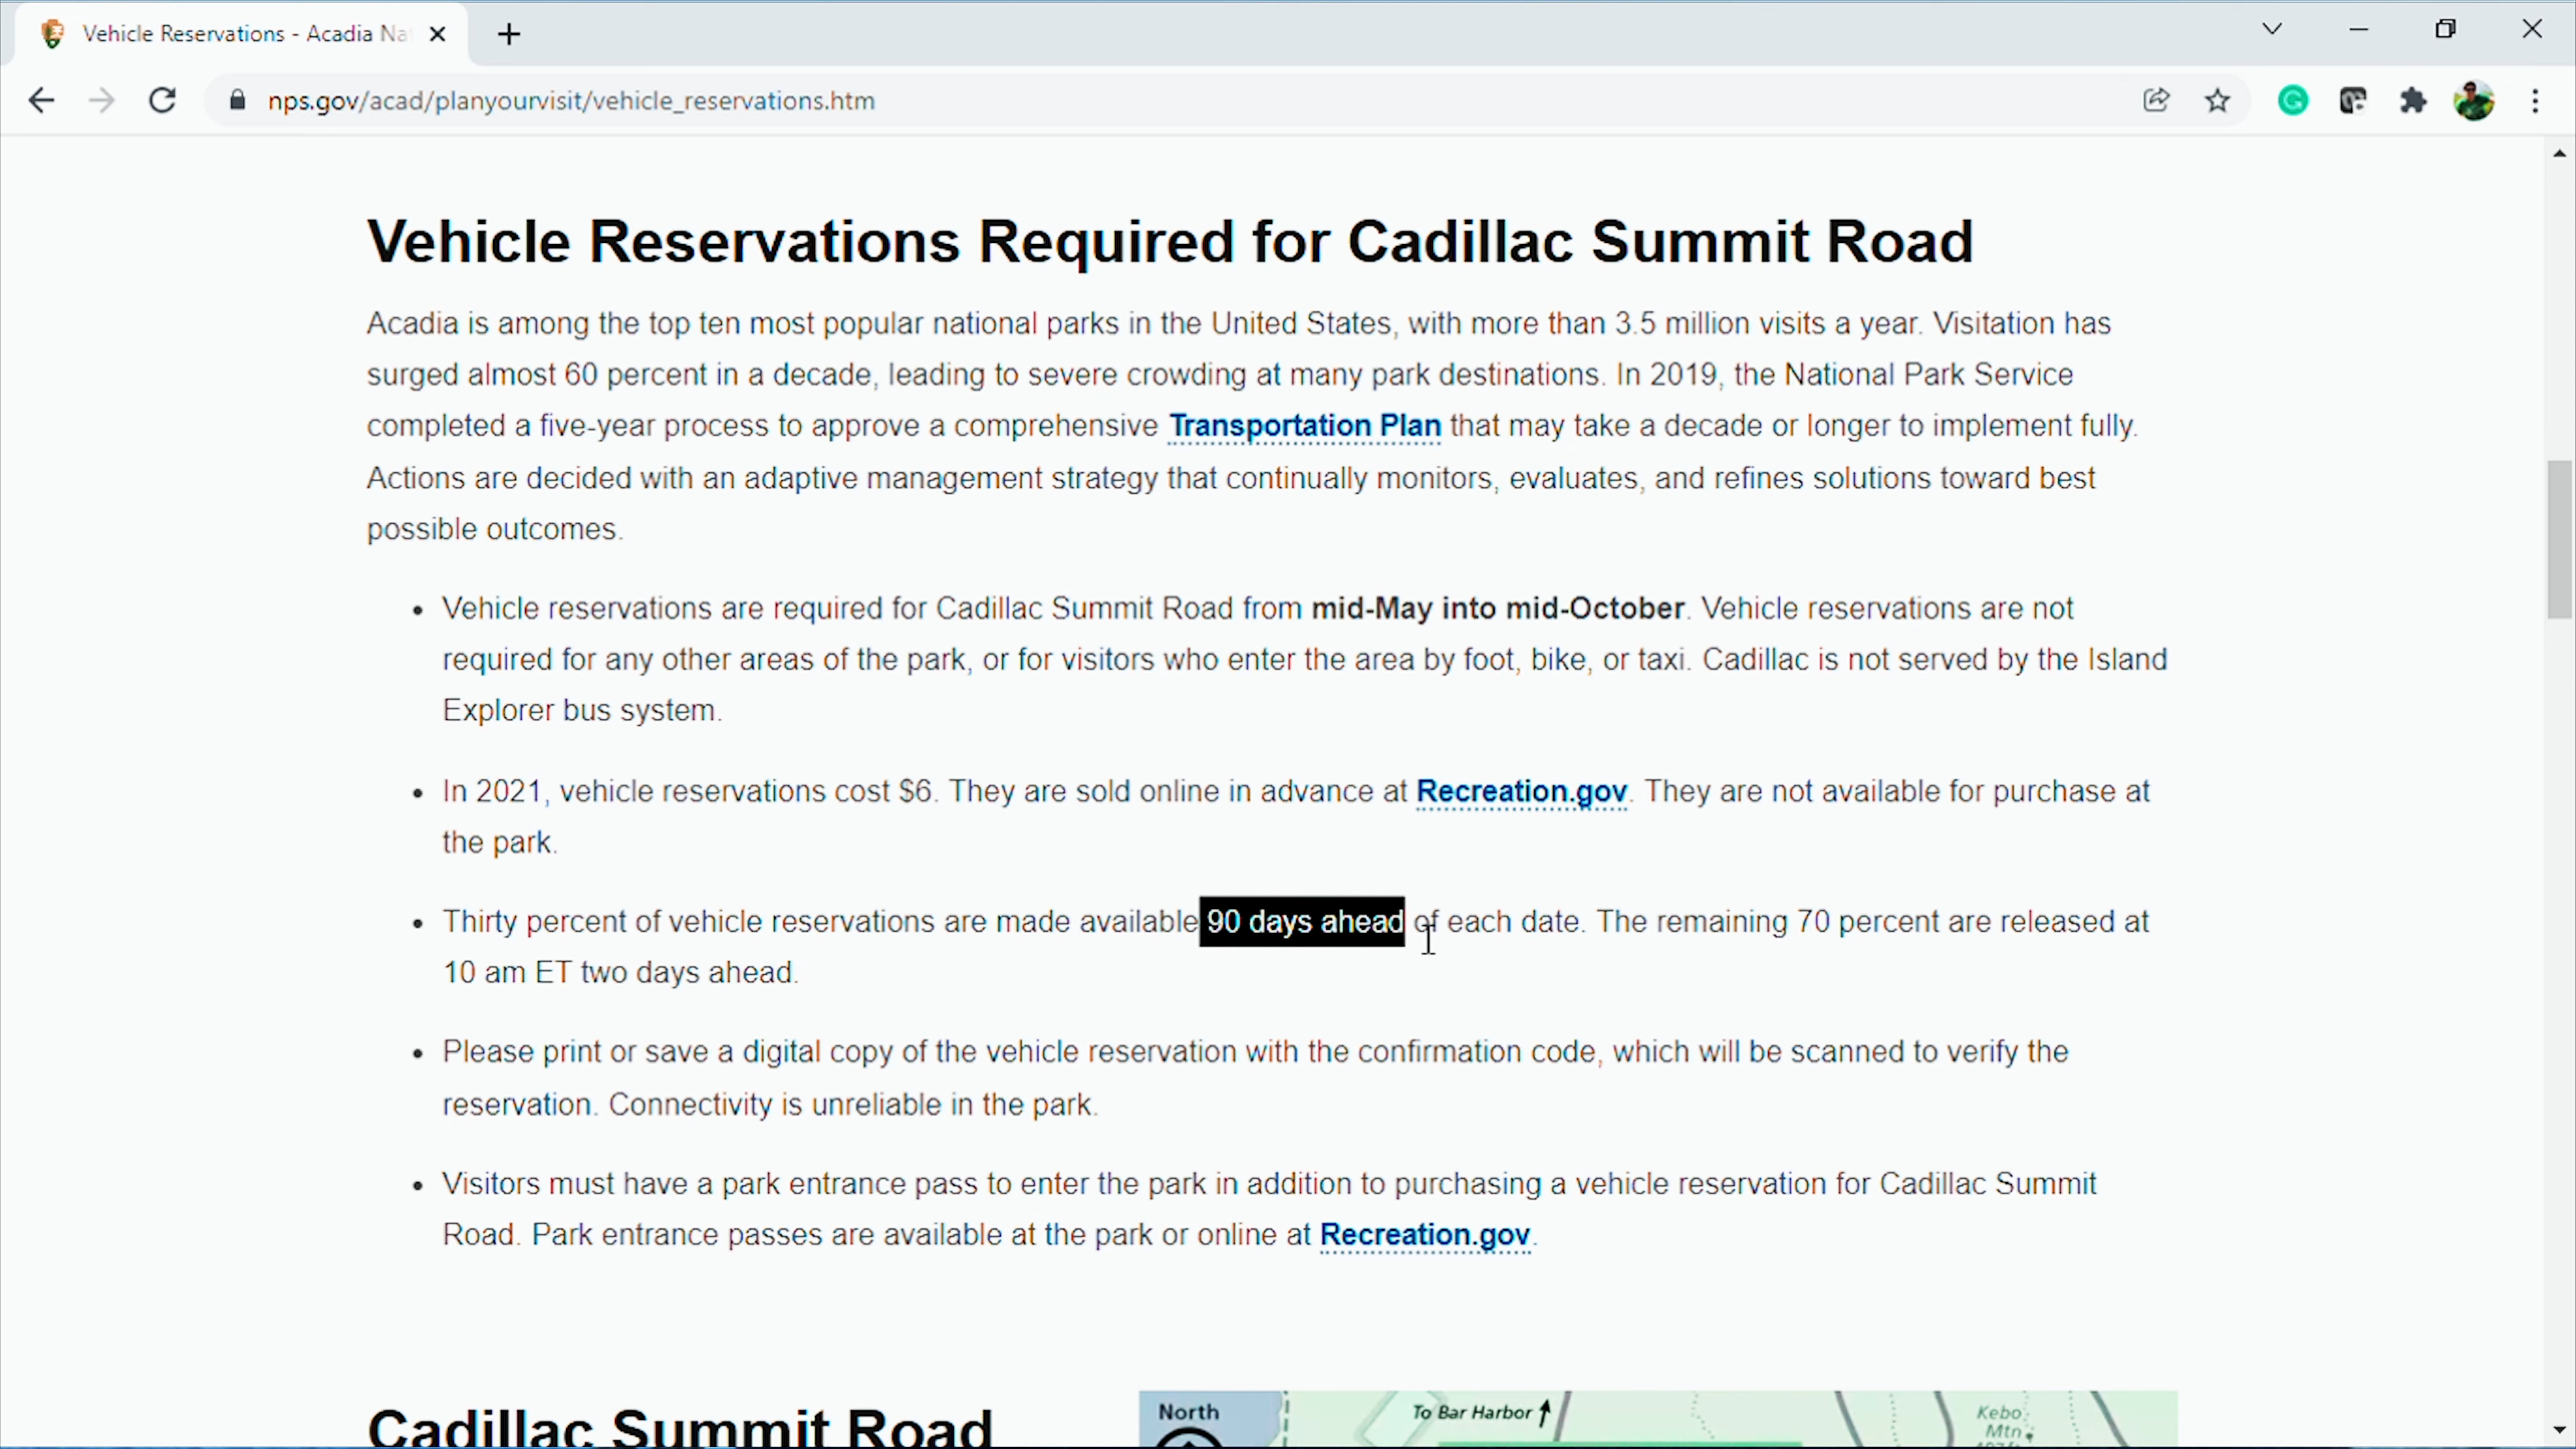 Vehicle Reservations - Acadia Na
nps.gov/acad/planyourvisit/vehicle_reservations.htm
Vehicle Reservations Required for Cadillac Summit Road
Acadia is among the top ten most popular national parks in the United States, with more than 3.5 million visits a year. Visitation has
surged almost 60 percent in a decade, leading to severe crowding at many park destinations. In 2019, the National Park Service
completed a five-year process to approve a comprehensive Transportation Plan that may take a decade or longer to implement fully.
Actions are decided with an adaptive management strategy that continually monitors, evaluates, and refines solutions toward best
possible outcomes.
• Vehicle reservations are required for Cadillac Summit Road from mid-May into mid-October. Vehicle reservations are not
required for any other areas of the park, or for visitors who enter the area by foot, bike, or taxi. Cadillac is not served by the Island
Explorer bus system.
• In 2021, vehicle reservations cost $6. They are sold online in advance at Recreation.gov. They are not available for purchase at
the park.
• Thirty percent of vehicle reservations are made available 90 days ahead of each date. The remaining 70 percent are released at
10 am ET two days ahead.
• Please print or save a digital copy of the vehicle reservation with the confirmation code, which will be scanned to verify the
reservation. Connectivity is unreliable in the park.
• Visitors must have a park entrance pass to enter the park in addition to purchasing a vehicle reservation for Cadillac Summit
Road. Park entrance passes are available at the park or online at Recreation.gov.
Cadillac Summit Road
North
To Bar Harbor
Kebo
Mtn